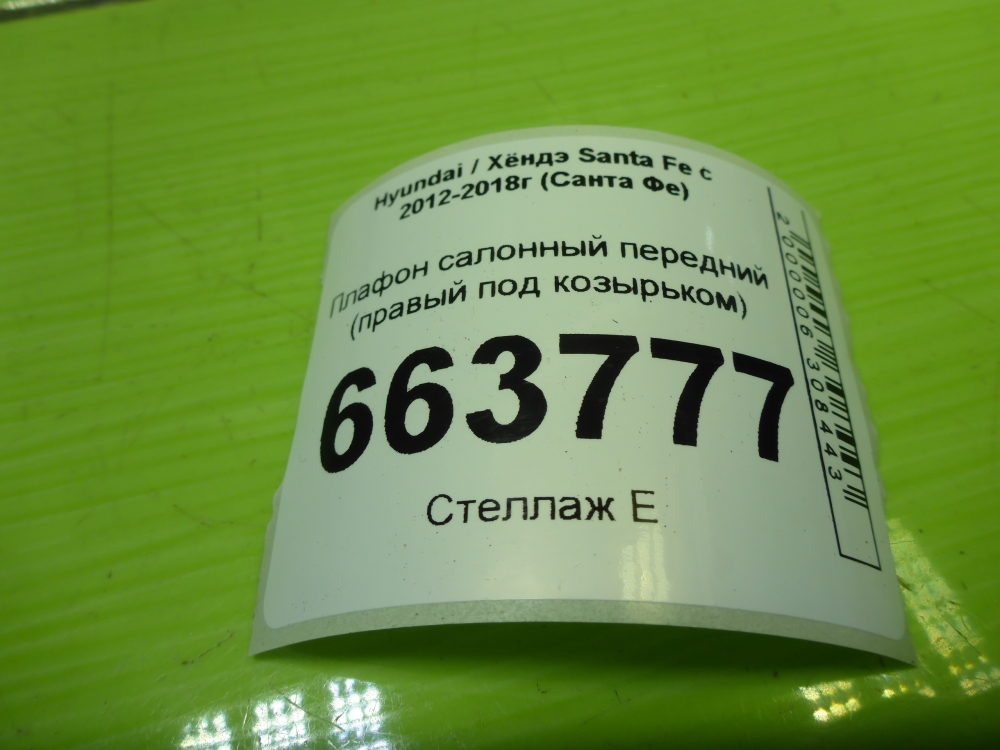 Hyundai / Хёндэ Santa Fe с
2012-2018г (Санта Фе)
Плафон салонный передний
(правый под козырьком)
663777
Стеллаж Е
2000006308443